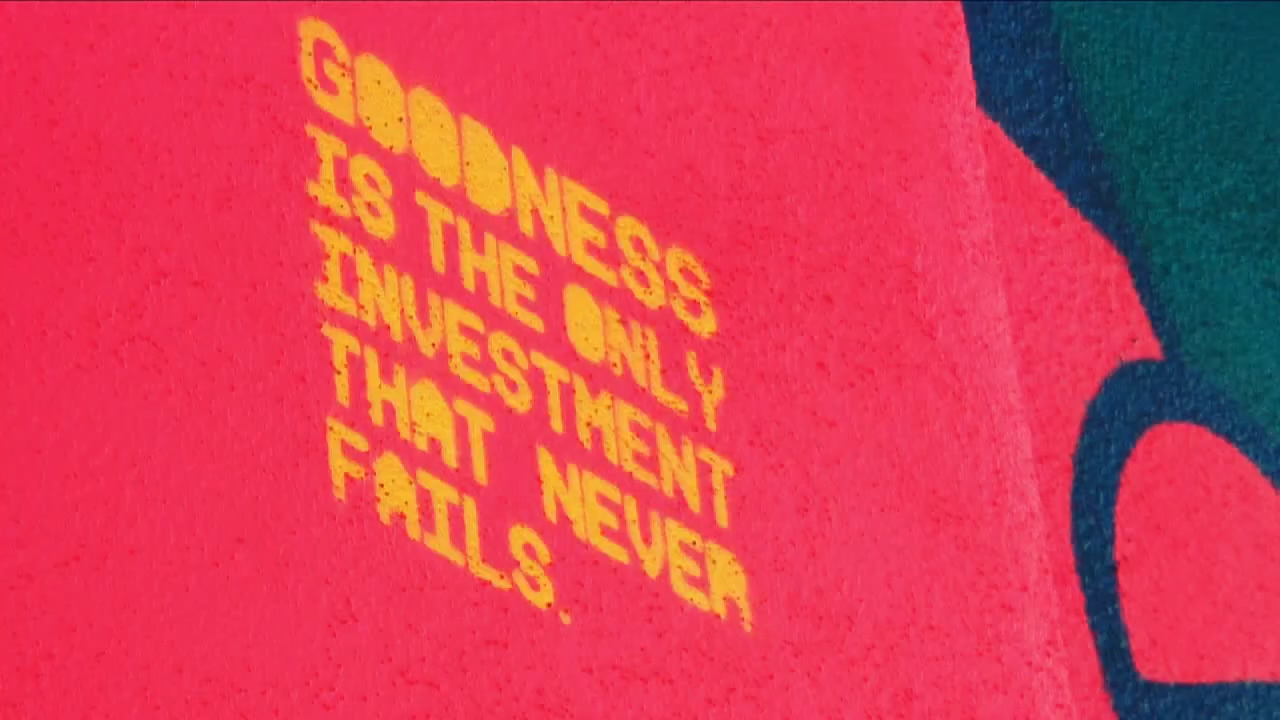 GOODNESS
IS THE ONLY
INVESTMENT
THAT NEVER
FAILS.